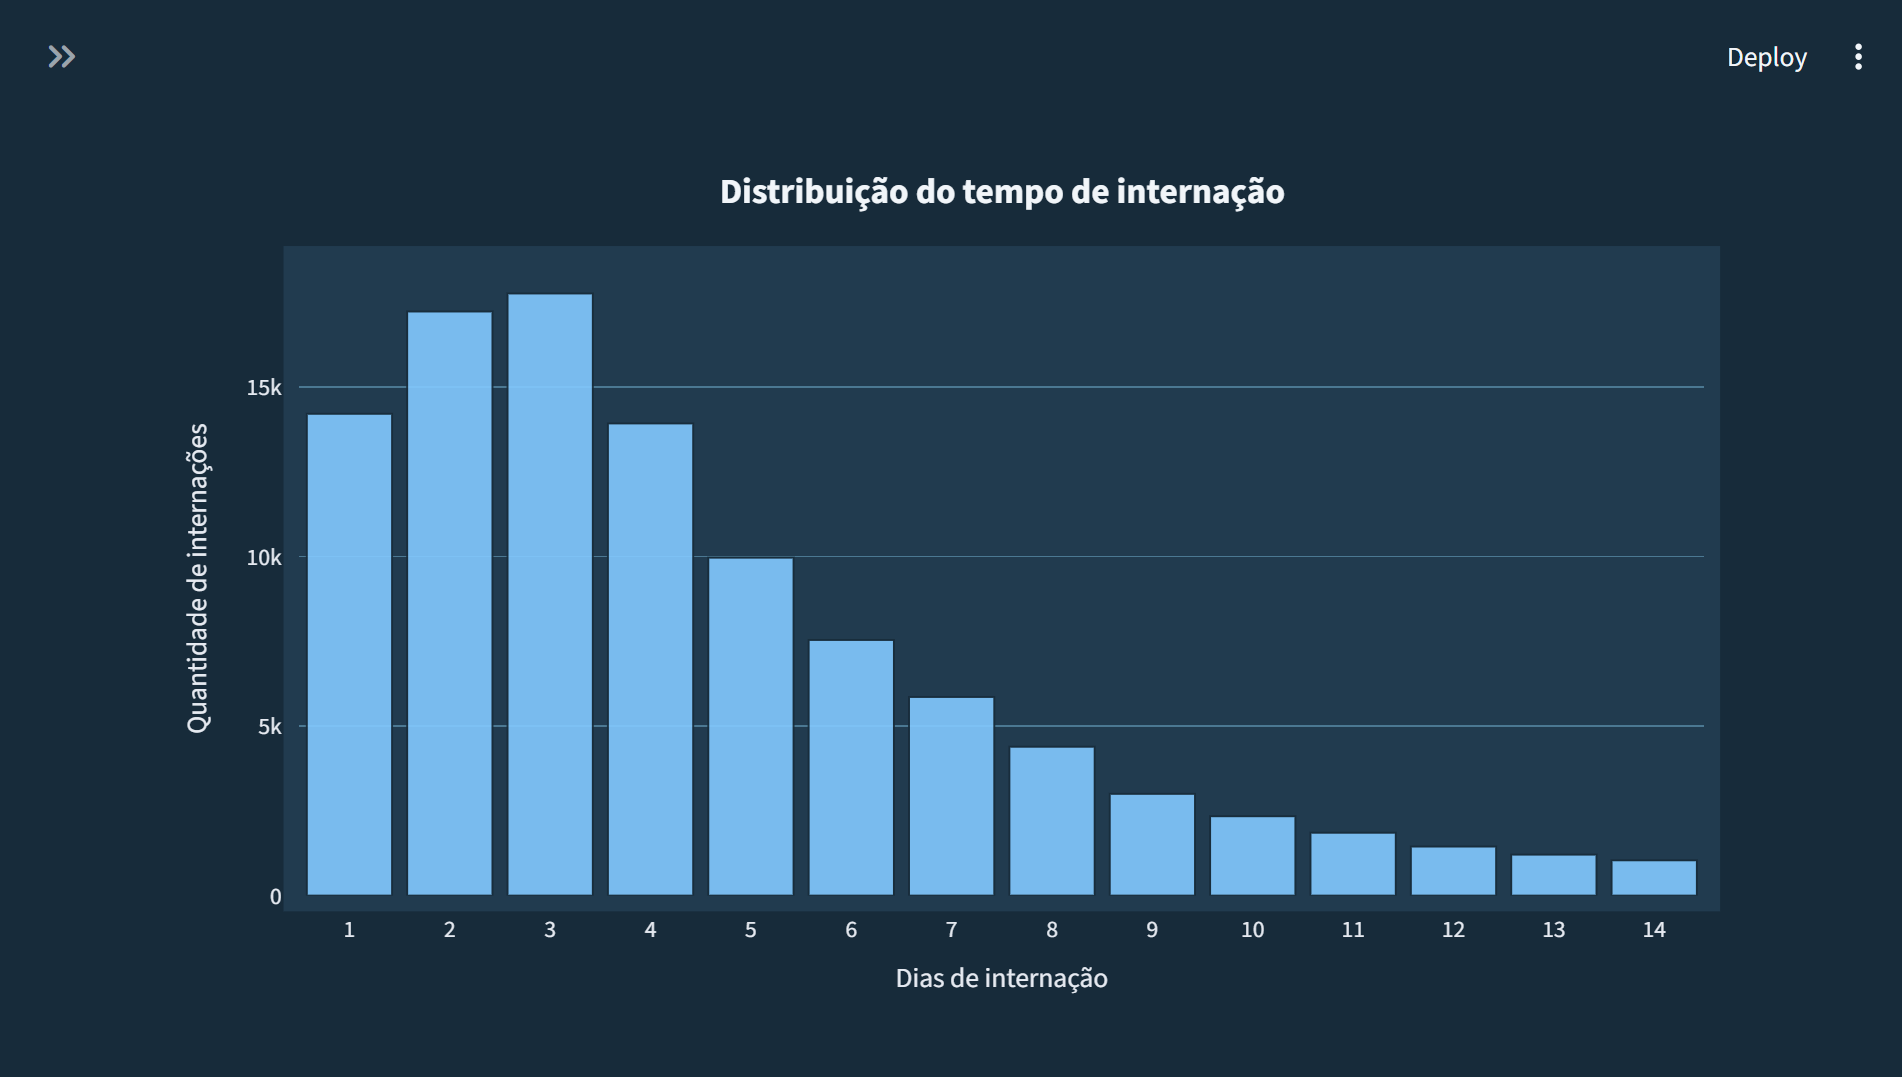 Deploy
Distribuição do tempo de internação
Quantidade de internações
15k
10k
5k
0
1 2 3 4 5 6 7 8 9 10 11 12 13 14
Dias de internação